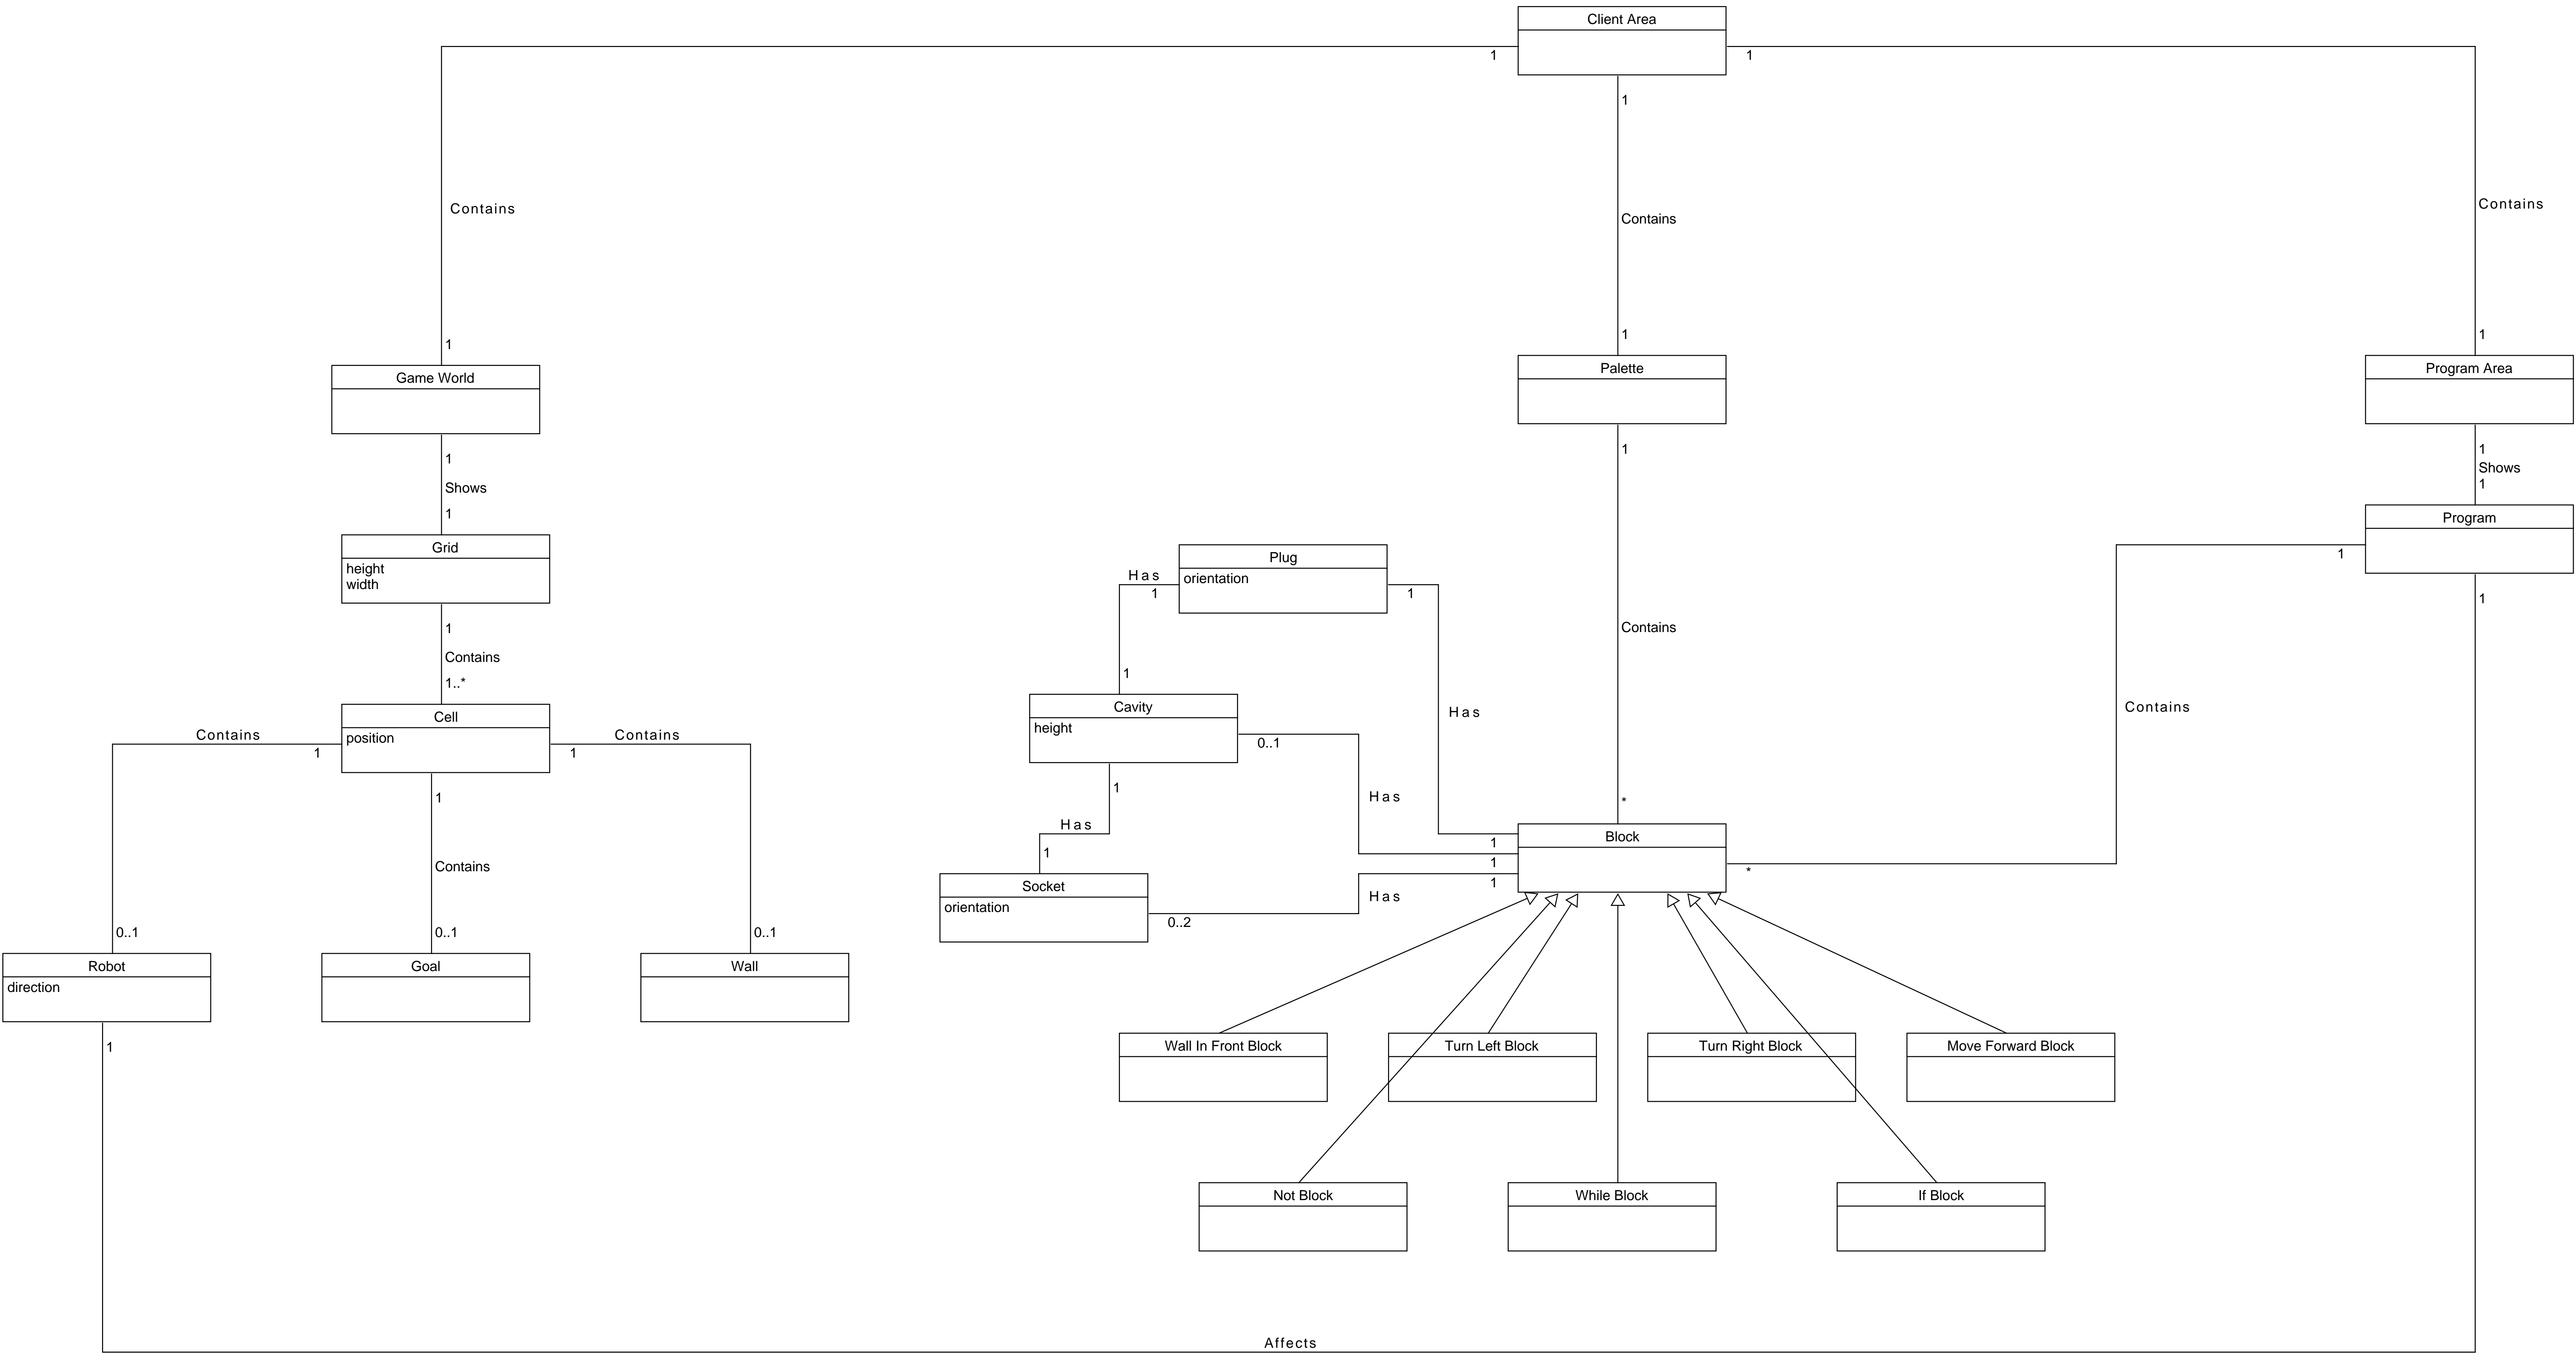 Client Area
1
1
1
Contains
Contains
Contains
1
1
1
Game World
Palette
Program Area
1
1
1
Shows
Shows
1
1
Grid
height
width
Program
1
1
Plug
orientation
Has
1
1
1
Contains
1..*
Contains
1
Has
Contains
Cell
position
Contains
1
Contains
1
Cavity
height
0..1
Has
1
1
Has
*
Block
1
1
1
*
1
Socket
orientation
Has
0..2
Contains
0..1
0..1
0..1
Robot
direction
Goal
Wall
1
Wall In Front Block
Turn Left Block
Turn Right Block
Move Forward Block
Not Block
While Block
If Block
Affects